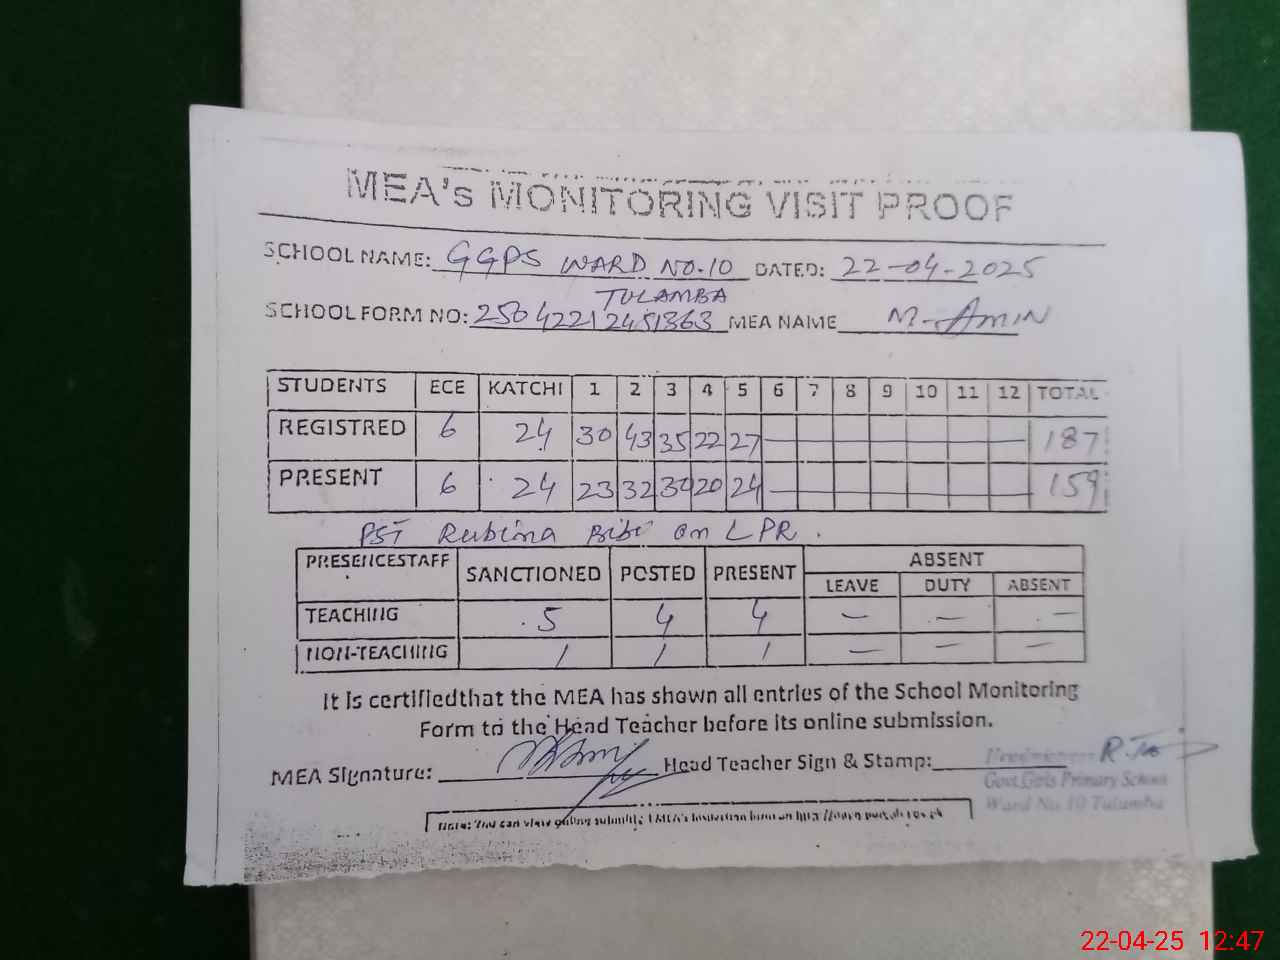 MEA's MONITORING VISIT PROOF
SCHOOL NAME: GGPS WARD NO.10 DATED: 22-04-2025
TULAMBA
SCHOOL FORM NO: MEA NAME M. AMIN
STUDENTS ECE KATCHI 1 2 3 4 5 6 7 8 9 10 11 12 TOTAL
REGISTRED 6 24 30 43 35 22 27 187
PRESENT 6 24 23 32 30 20 24 159
PST Rubina Bibi on LPR.
PRESENCESTAFF SANCTIONED POSTED PRESENT ABSENT
LEAVE DUTY ABSENT
TEACHING 5 4 4 — — —
NON-TEACHING 1 1 1 — — —
It is certifiedthat the MEA has shown all entries of the School Monitoring
Form to the Head Teacher before its online submission.
MEA Signature: Head Teacher Sign & Stamp:
Headmistress
Govt.Girls Primary School
Ward No.10 Tulamba
Note: You can view online
22-04-25 12:47